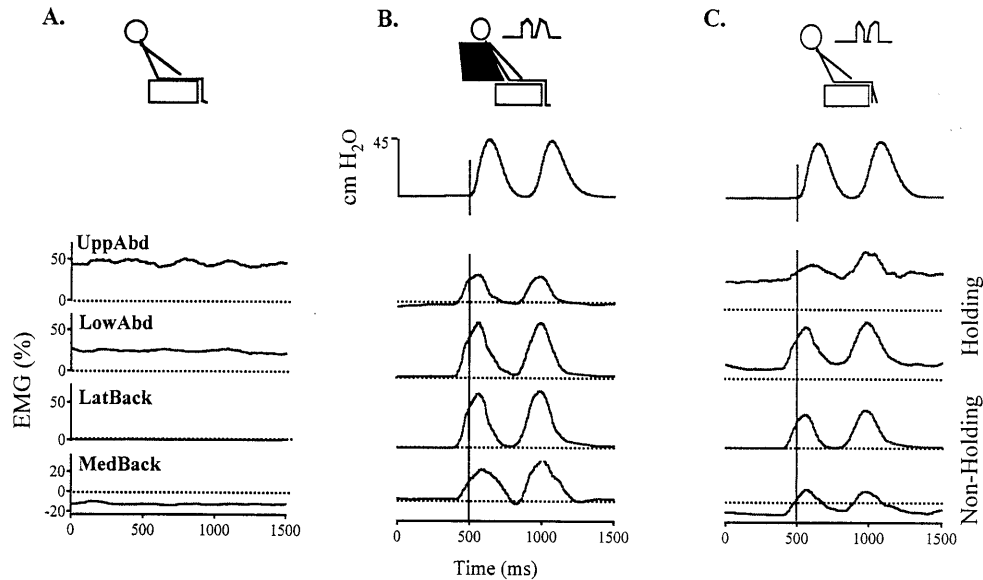 A.
B.
C.
45
cm H₂O
UppAbd
50
0
LowAbd
50
0
LatBack
50
0
MedBack
20
0
-20
EMG (%)
0 500 1000 1500
0 500 1000 1500
0 500 1000 1500
Time (ms)
Holding
Non-Holding